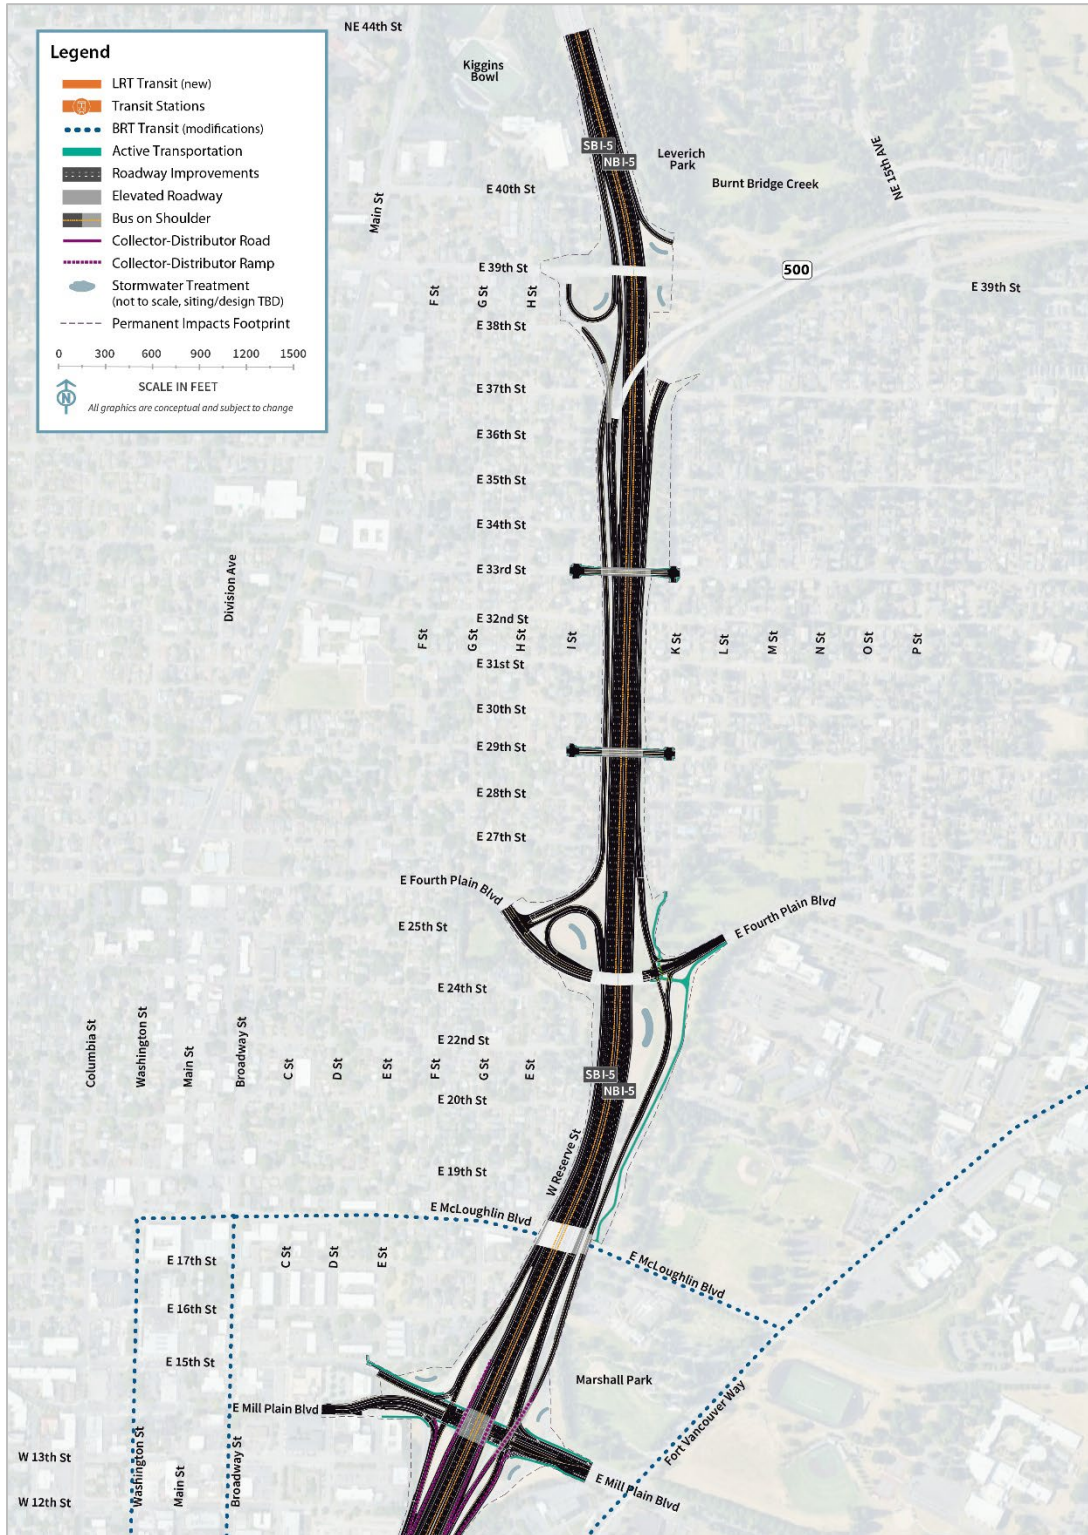 NE 44th St
Legend
LRT Transit (new)
Transit Stations
BRT Transit (modifications)
Active Transportation
Roadway Improvements
Elevated Roadway
Bus on Shoulder
Collector-Distributor Road
Collector-Distributor Ramp
Stormwater Treatment
(not to scale, siting/design TBD)
Permanent Impacts Footprint
0 300 600 900 1200 1500
SCALE IN FEET
N
All graphics are conceptual and subject to change
Kiggins
Bowl
SB I-5
NB I-5
Leverich
Park
Burnt Bridge Creek
NE 15th AVE
E 40th St
Main St
E 39th St
500
E 39th St
F St
G St
H St
E 38th St
E 37th St
E 36th St
E 35th St
E 34th St
E 33rd St
Division Ave
E 32nd St
F St
G St
H St
I St
K St
L St
M St
N St
O St
P St
E 31st St
E 30th St
E 29th St
E 28th St
E 27th St
E Fourth Plain Blvd
E Fourth Plain Blvd
E 25th St
E 24th St
E 22nd St
Columbia St
Washington St
Main St
Broadway St
C St
D St
E St
F St
G St
E St
SB I-5
NB I-5
E 20th St
W Reserve St
E 19th St
E McLoughlin Blvd
E McLoughlin Blvd
E 17th St
C St
D St
E St
E 16th St
E 15th St
Marshall Park
E Mill Plain Blvd
Fort Vancouver Way
W 13th St
Washington St
Main St
Broadway St
E Mill Plain Blvd
W 12th St